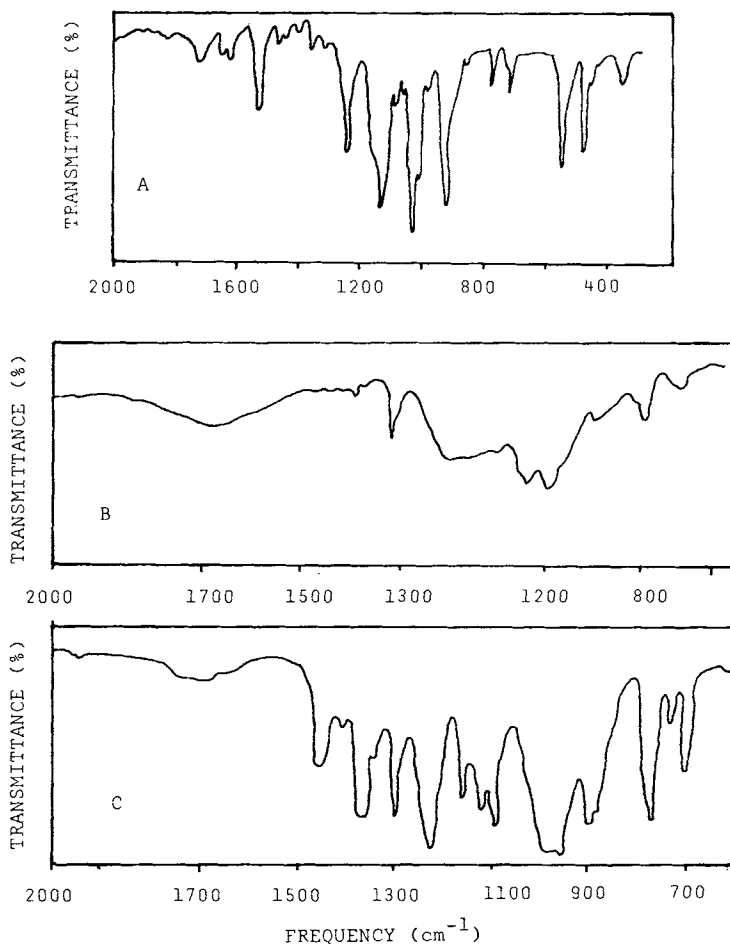 TRANSMITTANCE (%)
A
2000 1600 1200 800 400
TRANSMITTANCE (%)
B
2000 1700 1500 1300 1200 800
TRANSMITTANCE (%)
C
2000 1700 1500 1300 1100 900 700
FREQUENCY (cm⁻¹)